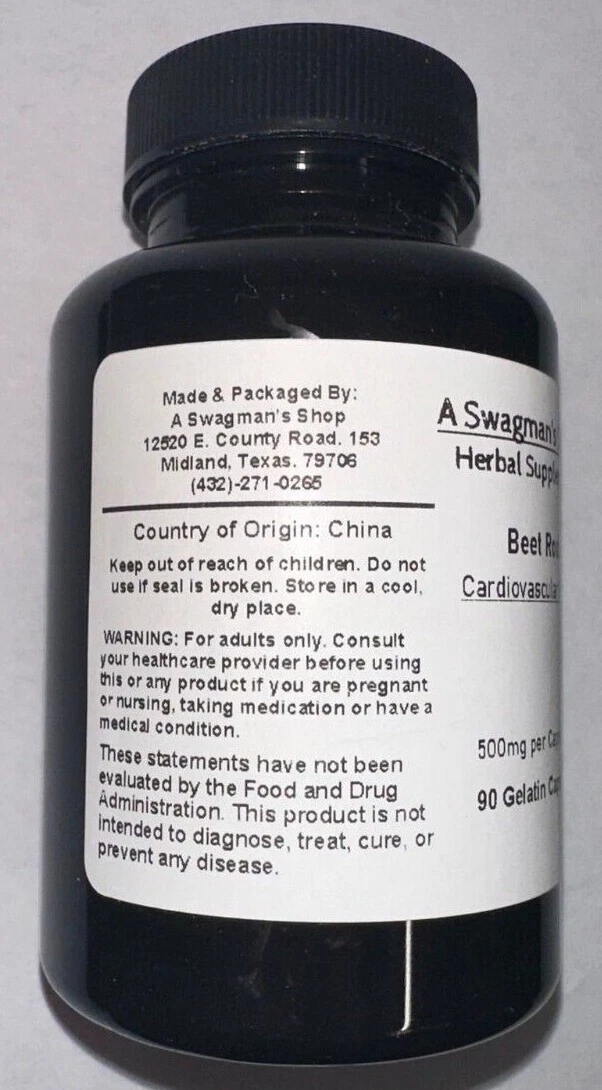 Made & Packaged By:
A Swagman's Shop
12520 E. County Road. 153
Midland, Texas. 79706
(432)-271-0265
Country of Origin: China
Keep out of reach of children. Do not
use if seal is broken. Store in a cool,
dry place.
WARNING: For adults only. Consult
your healthcare provider before using
this or any product if you are pregnant
or nursing, taking medication or have a
medical condition.
These statements have not been
evaluated by the Food and Drug
Administration. This product is not
intended to diagnose, treat, cure, or
prevent any disease.
A Swagman's
Herbal
Beet
500mg per
90 Gelatin